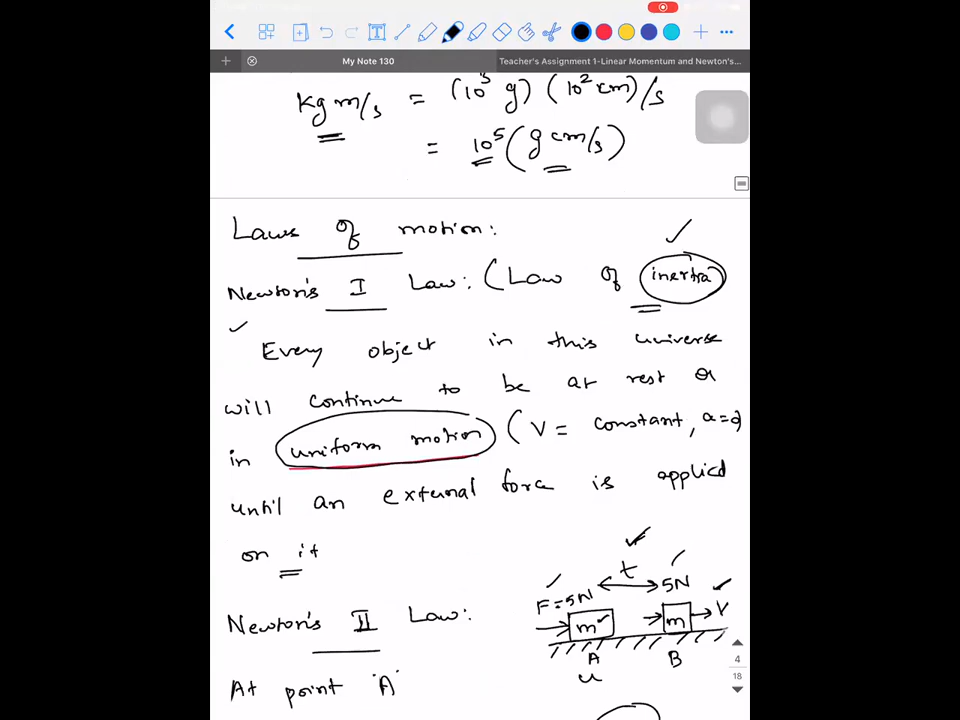 My Note 130
Teacher's Assignment 1-Linear Momentum and Newton's...
kg m/s = (10³ g) (10² cm)/s
= 10⁵ (g cm/s)
Laws of motion:
Newton's I Law: (Law of inertia)
Every object in this universe
will continue to be at rest or
in uniform motion (V = constant, a=0)
until an external force is applied
on it
t
F=5N 5N
m m V
A B
u
Newton's II Law:
At point 'A'
4
18